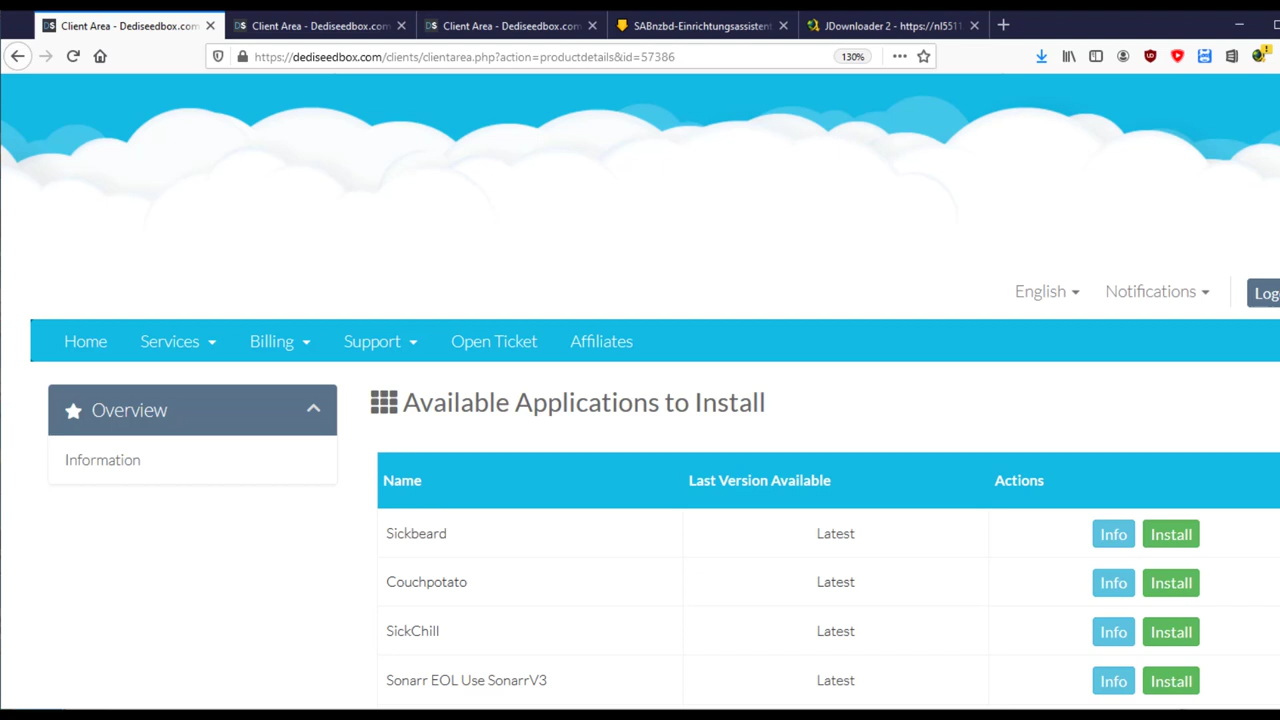 Client Area - Dediseedbox.com
Client Area - Dediseedbox.com
Client Area - Dediseedbox.com
SABnzbd-Einrichtungsassistent
JDownloader 2 - https://nl5511
https://dediseedbox.com/clients/clientarea.php?action=productdetails&id=57386
130%
English
Notifications
Log
Home
Services
Billing
Support
Open Ticket
Affiliates
Overview
Information
Available Applications to Install
Name Last Version Available Actions
Sickbeard Latest Info Install
Couchpotato Latest Info Install
SickChill Latest Info Install
Sonarr EOL Use SonarrV3 Latest Info Install